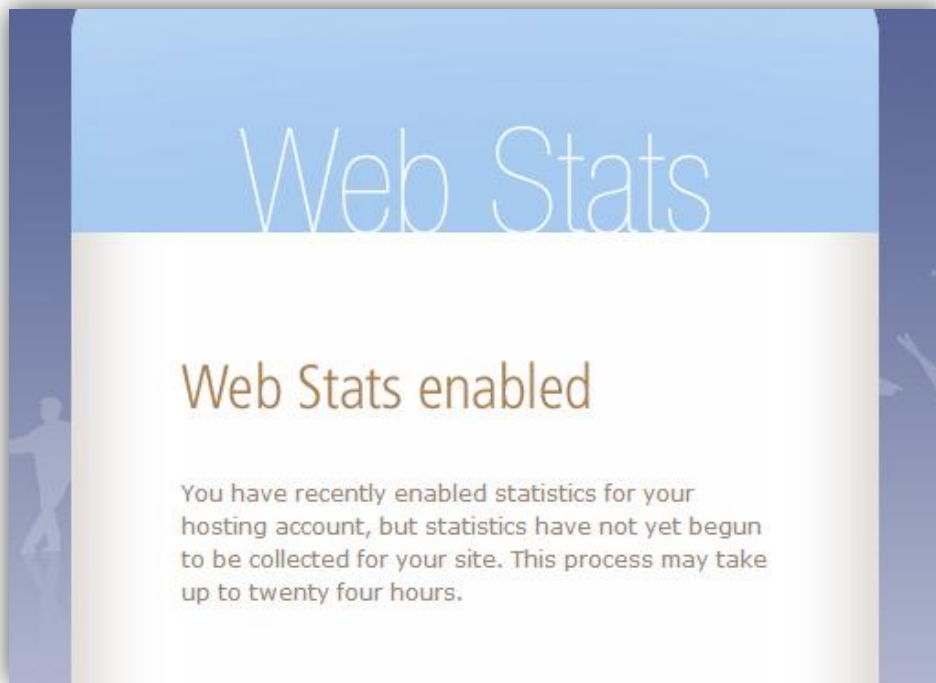 Web Stats
Web Stats enabled
You have recently enabled statistics for your
hosting account, but statistics have not yet begun
to be collected for your site. This process may take
up to twenty four hours.